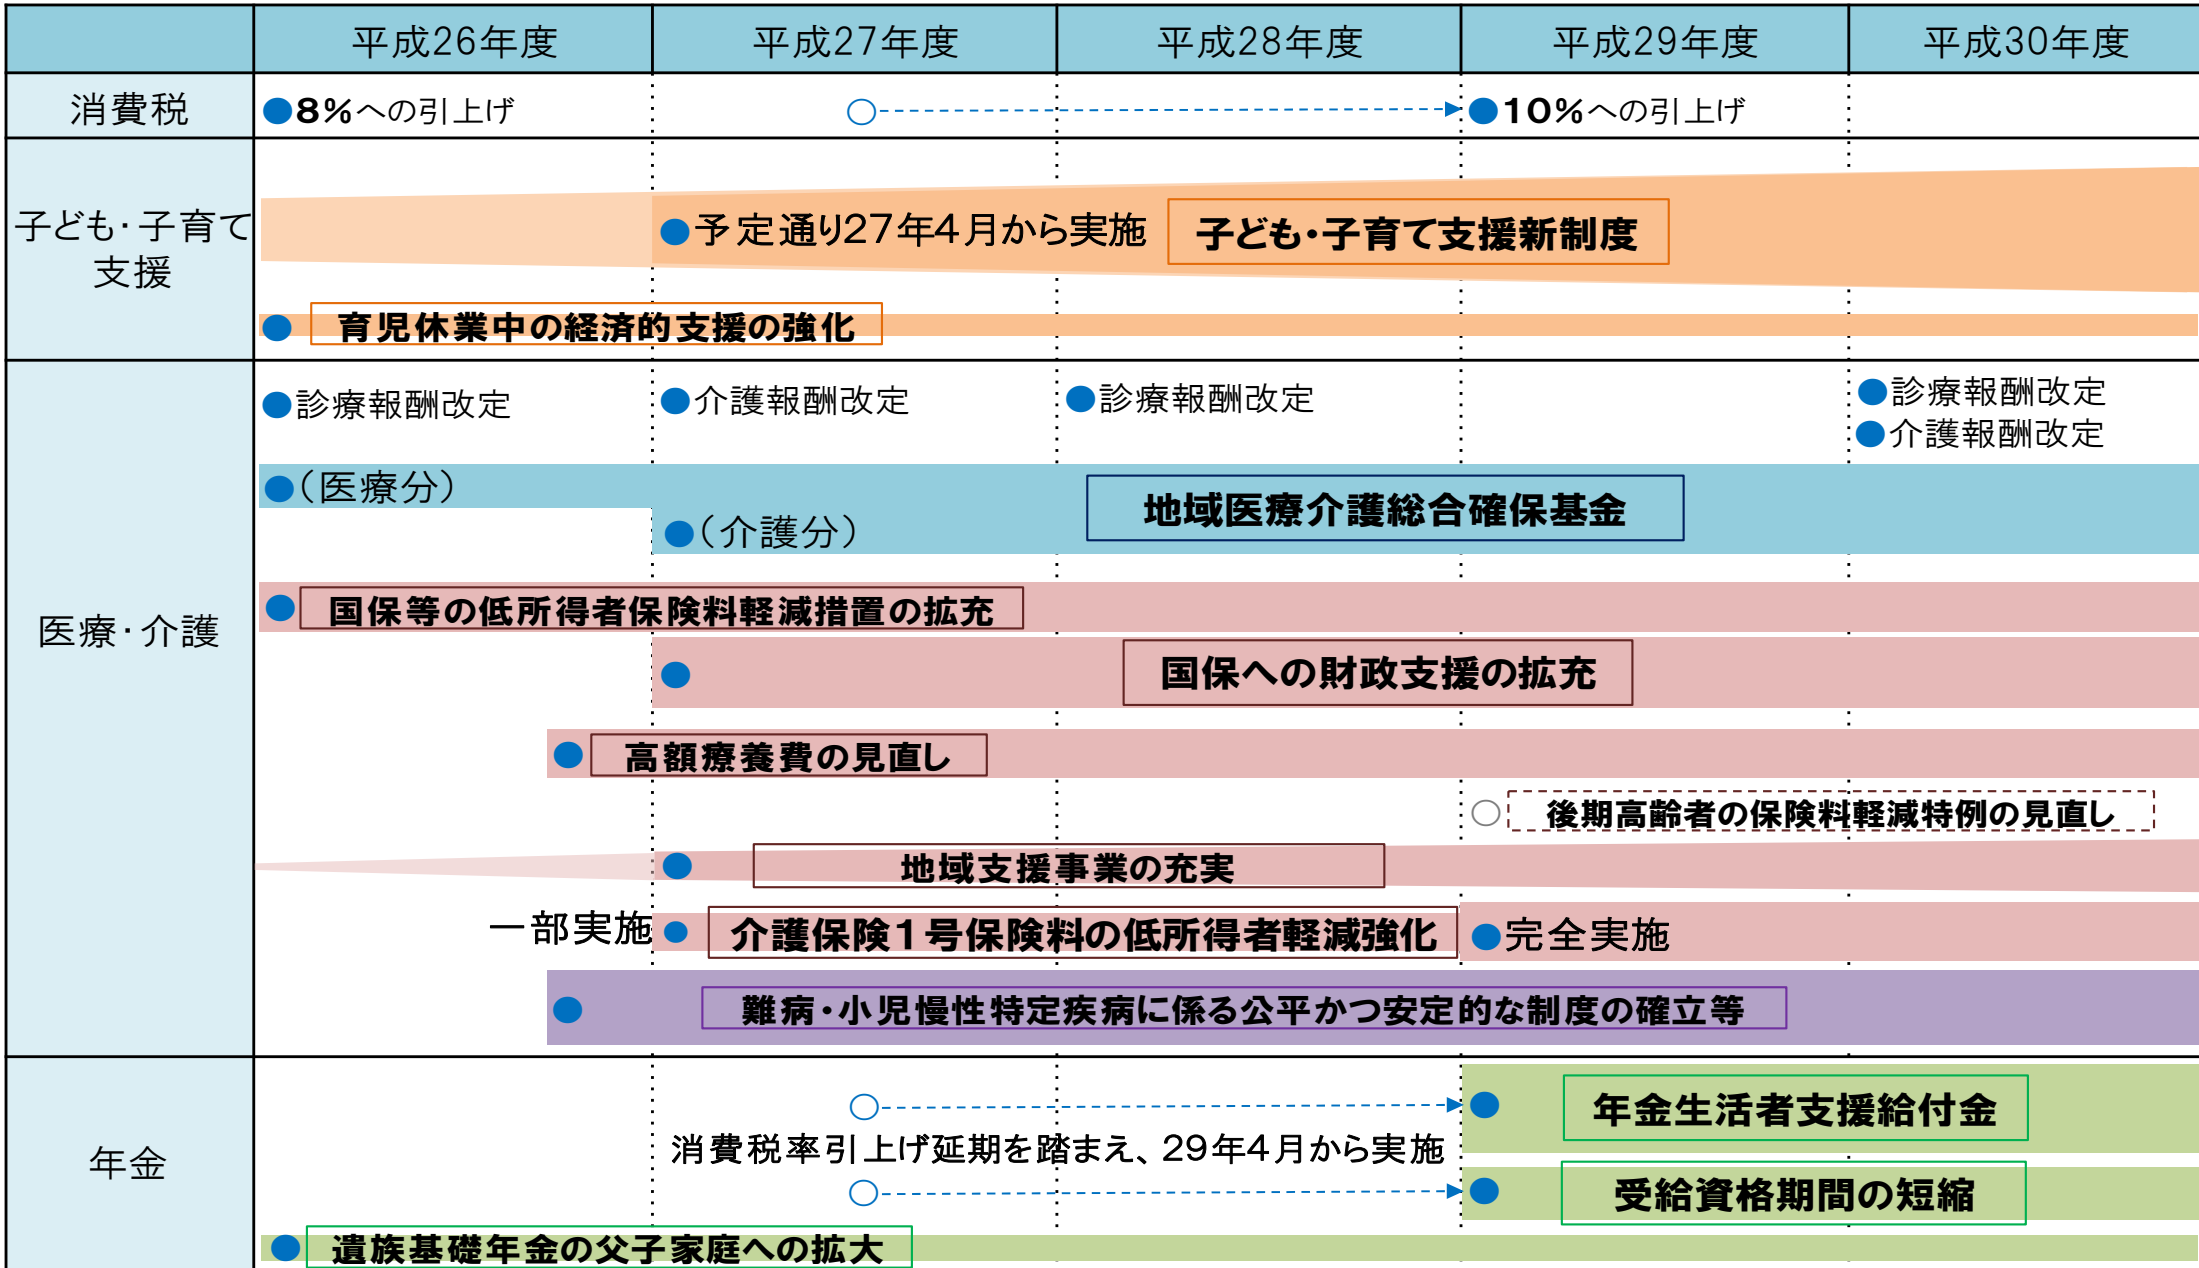 平成26年度
平成27年度
平成28年度
平成29年度
平成30年度
消費税
●8%への引上げ
●10%への引上げ
子ども・子育て
支援
●予定通り27年4月から実施
子ども・子育て支援新制度
育児休業中の経済的支援の強化
医療・介護
●診療報酬改定
●介護報酬改定
●診療報酬改定
●診療報酬改定
●介護報酬改定
●(医療分)
●(介護分)
地域医療介護総合確保基金
国保等の低所得者保険料軽減措置の拡充
国保への財政支援の拡充
高額療養費の見直し
後期高齢者の保険料軽減特例の見直し
地域支援事業の充実
一部実施
介護保険1号保険料の低所得者軽減強化
●完全実施
難病・小児慢性特定疾病に係る公平かつ安定的な制度の確立等
年金
年金生活者支援給付金
消費税率引上げ延期を踏まえ、29年4月から実施
受給資格期間の短縮
遺族基礎年金の父子家庭への拡大